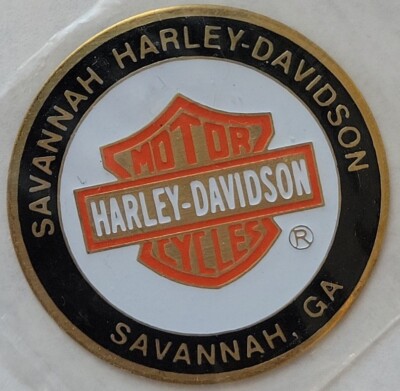 SAVANNAH HARLEY-DAVIDSON
MOTOR
HARLEY-DAVIDSON
CYCLES
®
SAVANNAH, GA